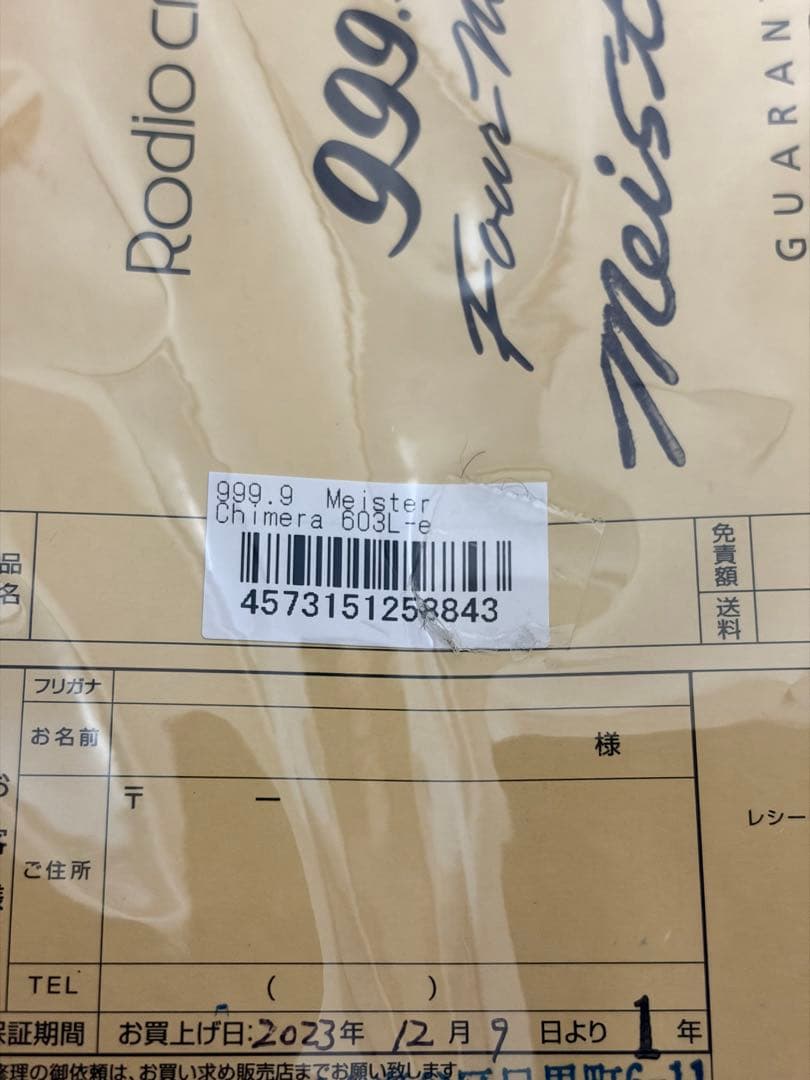 Rodio
999.
Four
Meist
GUARAN
999.9 Meister
Chimera 603L-e
4573151258843
品名
免責額
送料
フリガナ
お名前 様
ご住所 〒 ー
レシー
TEL ( )
保証期間 お買上げ日:2023年 12月 9日より 1年
修理の御依頼は、お買い求め販売店までお願い致します。